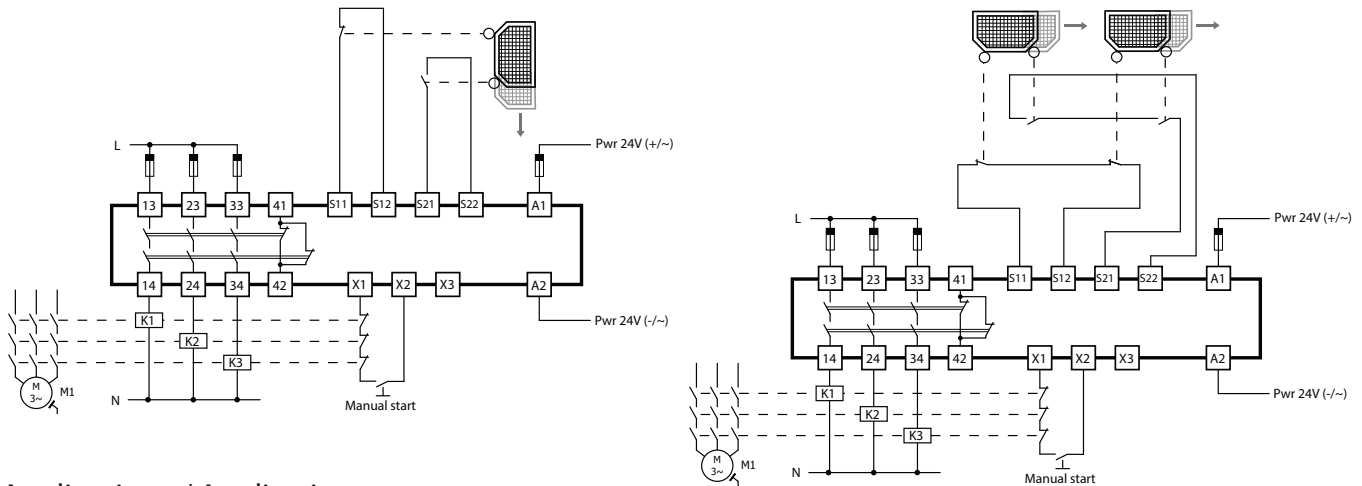 L
Pwr 24V (+/~)
13 23 33 41 S11 S12 S21 S22 A1
14 24 34 42 X1 X2 X3 A2
K1
K2
K3
Pwr 24V (-/~)
M
3~
M1
N
Manual start
L
Pwr 24V (+/~)
13 23 33 41 S11 S12 S21 S22 A1
14 24 34 42 X1 X2 X3 A2
K1
K2
K3
Pwr 24V (-/~)
M
3~
M1
N
Manual start